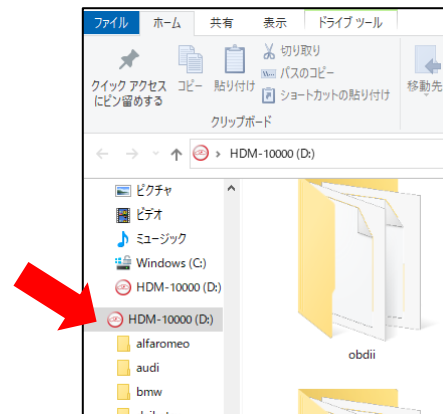 ファイル ホーム 共有 表示 ドライブ ツール
クイック アクセス
にピン留めする
コピー
貼り付け
切り取り
パスのコピー
ショートカットの貼り付け
移動先
クリップボード
HDM-10000 (D:)
ピクチャ
ビデオ
ミュージック
Windows (C:)
HDM-10000 (D:)
HDM-10000 (D:)
alfaromeo
audi
bmw
obdii